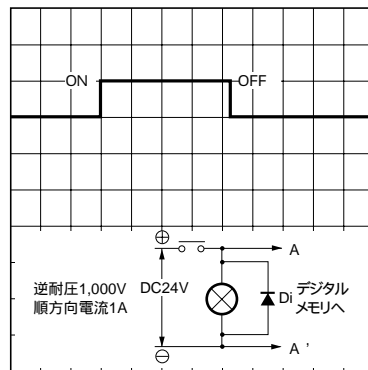 ON
OFF
⊕
A
逆耐圧1,000V
順方向電流1A
DC24V
Di
デジタル
メモリへ
⊖
A'